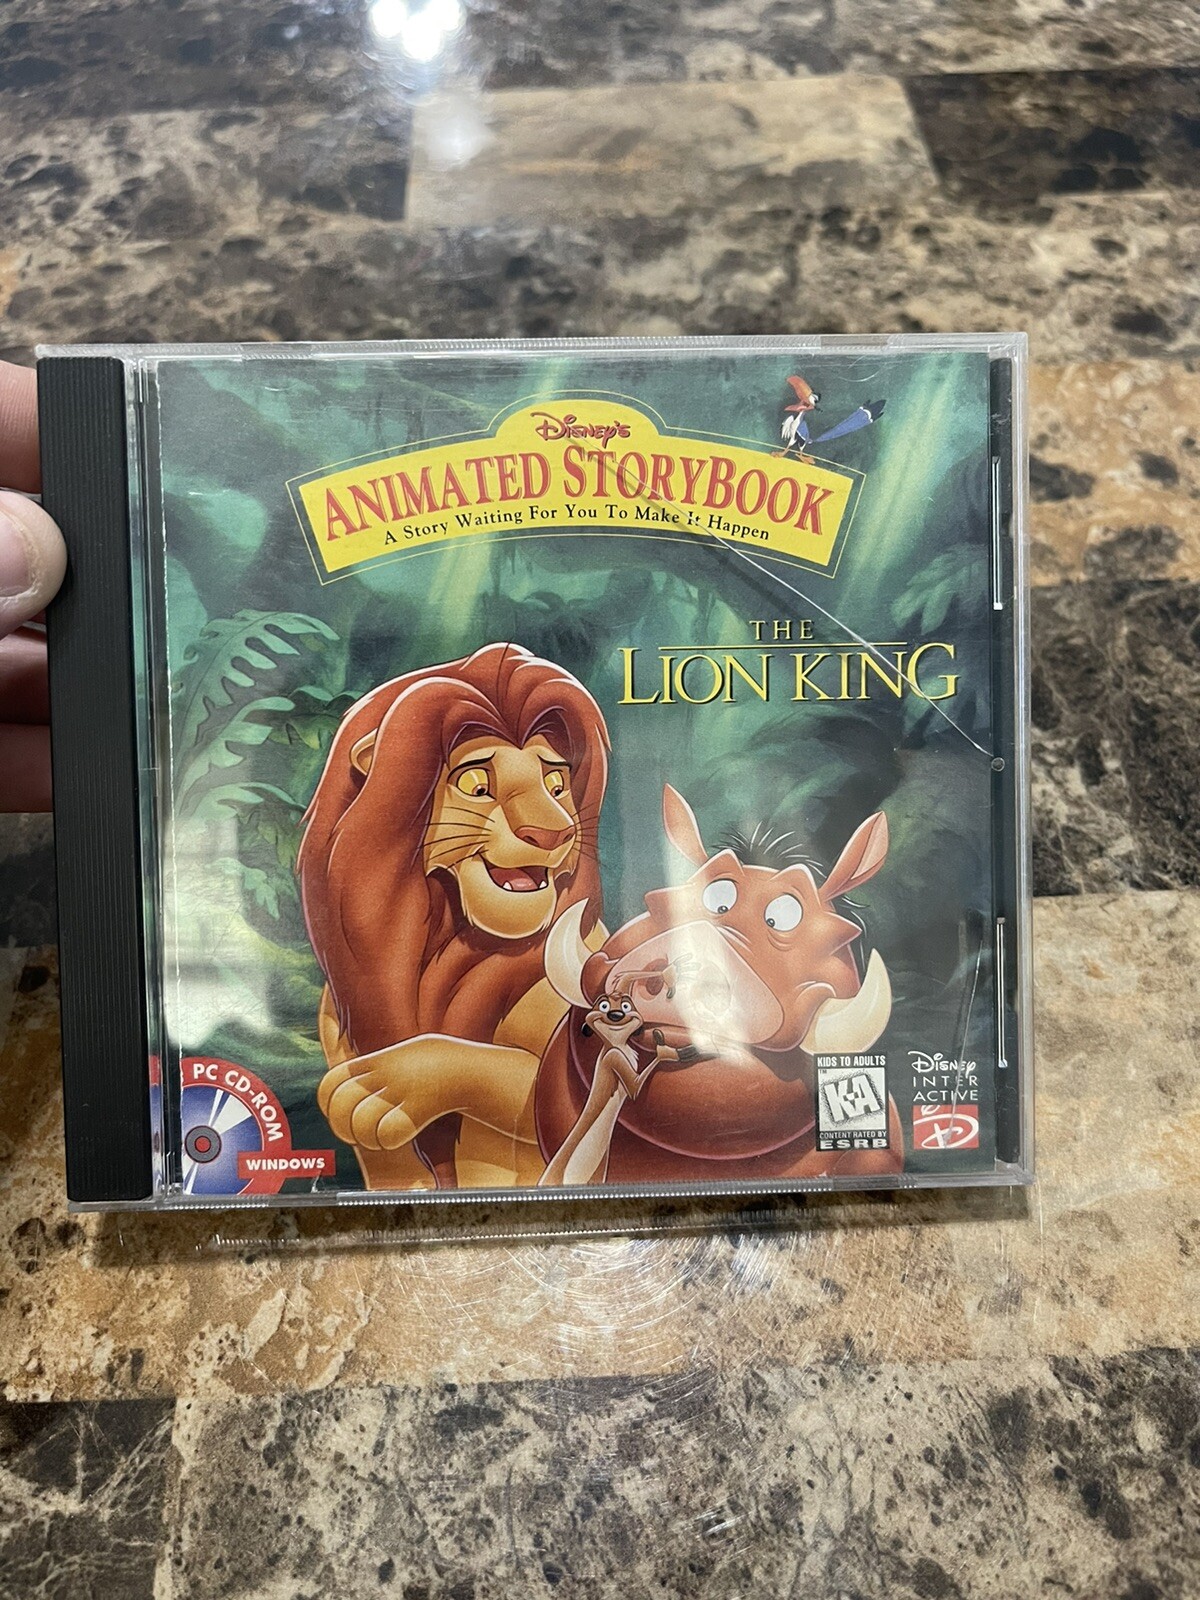 Disney's
ANIMATED STORYBOOK
A Story Waiting For You To Make It Happen
THE
LION KING
PC CD-ROM
WINDOWS
KIDS TO ADULTS
TM
K-A
CONTENT RATED BY
ESRB
Disney
INTER
ACTIVE
D